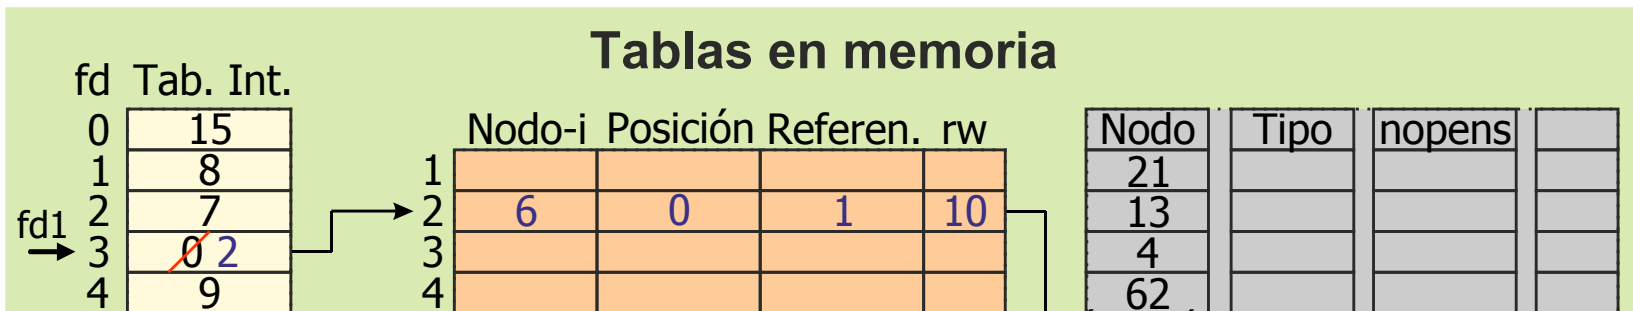 Tablas en memoria
fd Tab. Int.
0 15 Nodo-i Posición Referen. rw Nodo Tipo nopens
1 8 1 21
2 7 2 6 0 1 10 13
fd1 3 0 2 3 4
4 9 4 62